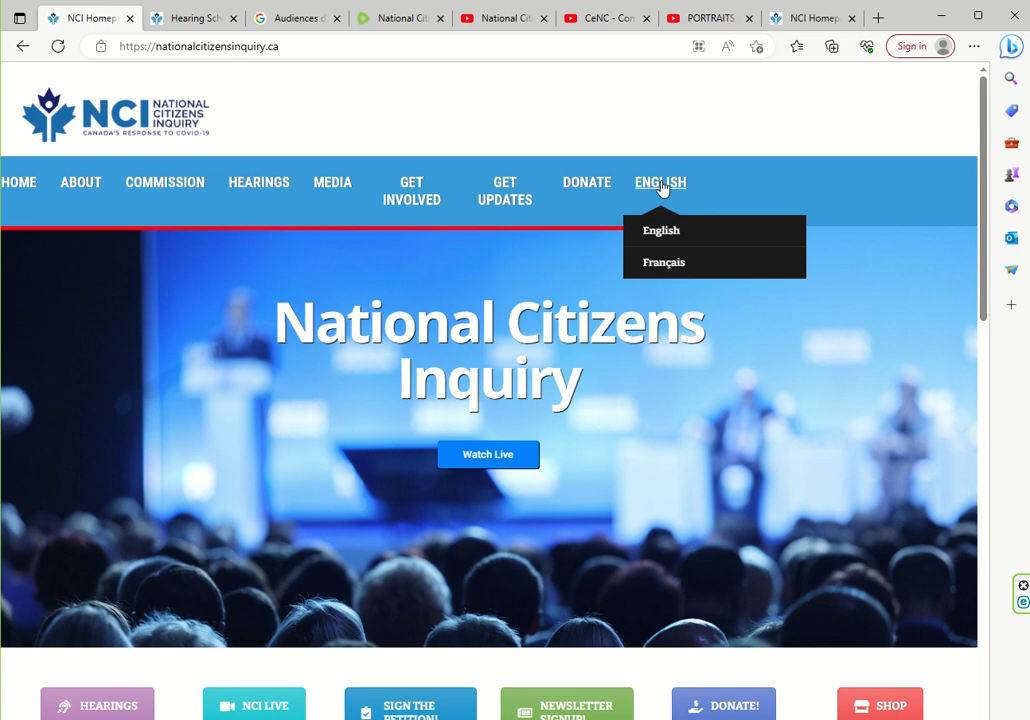 NCI Homep
Hearing Sch
Audiences d
National Cit
National Cit
CeNC - Con
PORTRAITS
NCI Homep
https://nationalcitizensinquiry.ca
Sign in
NCI NATIONAL
CITIZENS
INQUIRY
CANADA'S RESPONSE TO COVID-19
HOME
ABOUT
COMMISSION
HEARINGS
MEDIA
GET
INVOLVED
GET
UPDATES
DONATE
ENGLISH
English
Français
National Citizens
Inquiry
Watch Live
HEARINGS
NCI LIVE
SIGN THE
PETITION!
NEWSLETTER
SIGNUP!
DONATE!
SHOP